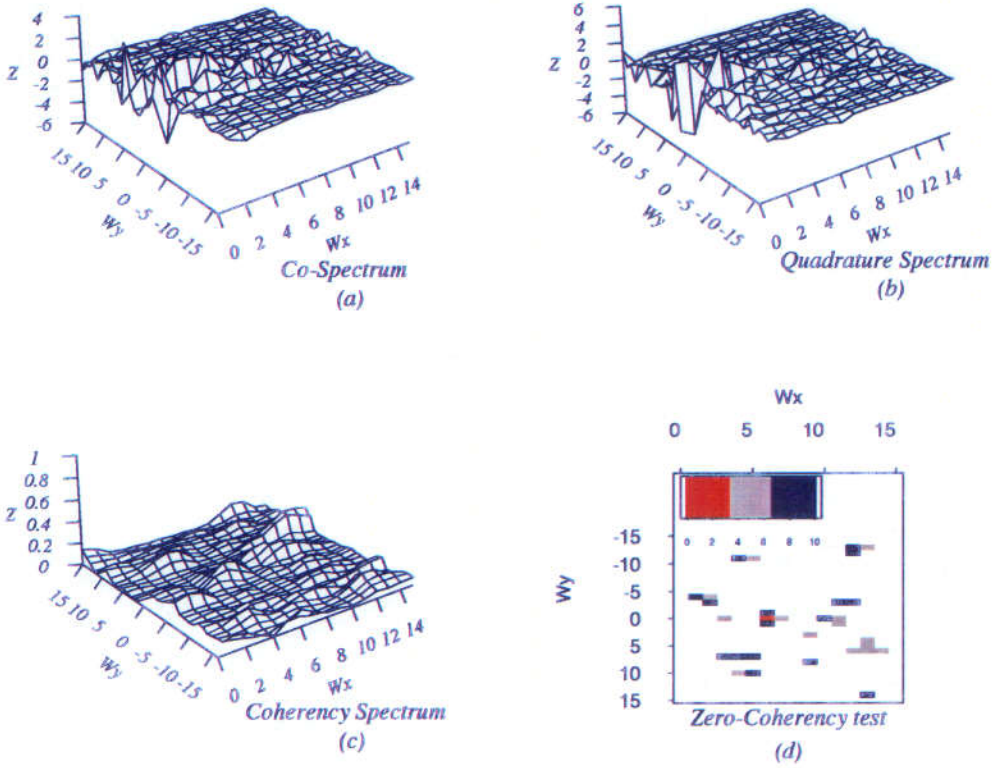 4
2
0
-2
-4
-6
Z
15 10 5 0 -5 -10 -15
Wy
0 2 4 6 8 10 12 14
Wx
Co-Spectrum
(a)
6
4
2
0
-2
-4
-6
Z
15 10 5 0 -5 -10 -15
Wy
0 2 4 6 8 10 12 14
Wx
Quadrature Spectrum
(b)
1
0.8
0.6
0.4
0.2
0
Z
15 10 5 0 -5 -10 -15
Wy
0 2 4 6 8 10 12 14
Wx
Coherency Spectrum
(c)
Wx
0 5 10 15
0 2 4 6 8 10
-15
-10
-5
0
5
10
15
Wy
Zero-Coherency test
(d)